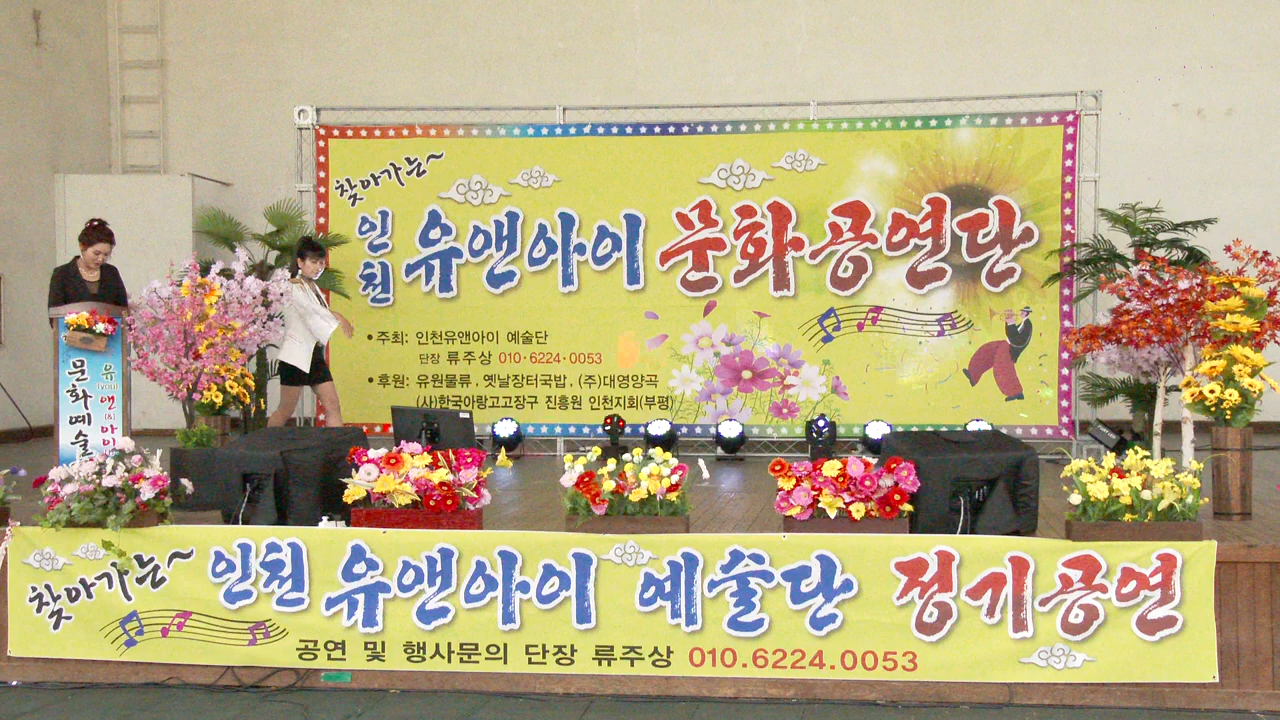 찾아가는~
인천 유앤아이 문화공연단
• 주최: 인천유앤아이 예술단
단장 류주상 010·6224·0053
• 후원: 유원물류, 옛날장터국밥, (주)대영양곡
(사)한국아랑고고장구 진흥원 인천지회(부평)
유앤아이
(YOU) (&)
문화예술
찾아가는~ 인천 유앤아이 예술단 정기공연
공연 및 행사문의 단장 류주상 010.6224.0053